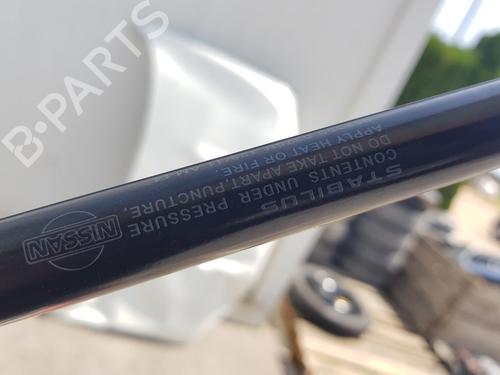 B-PARTS
NISSAN
STABILUS
CONTENTS UNDER PRESSURE
DO NOT TAKE APART, PUNCTURE,
APPLY HEAT OR FIRE.